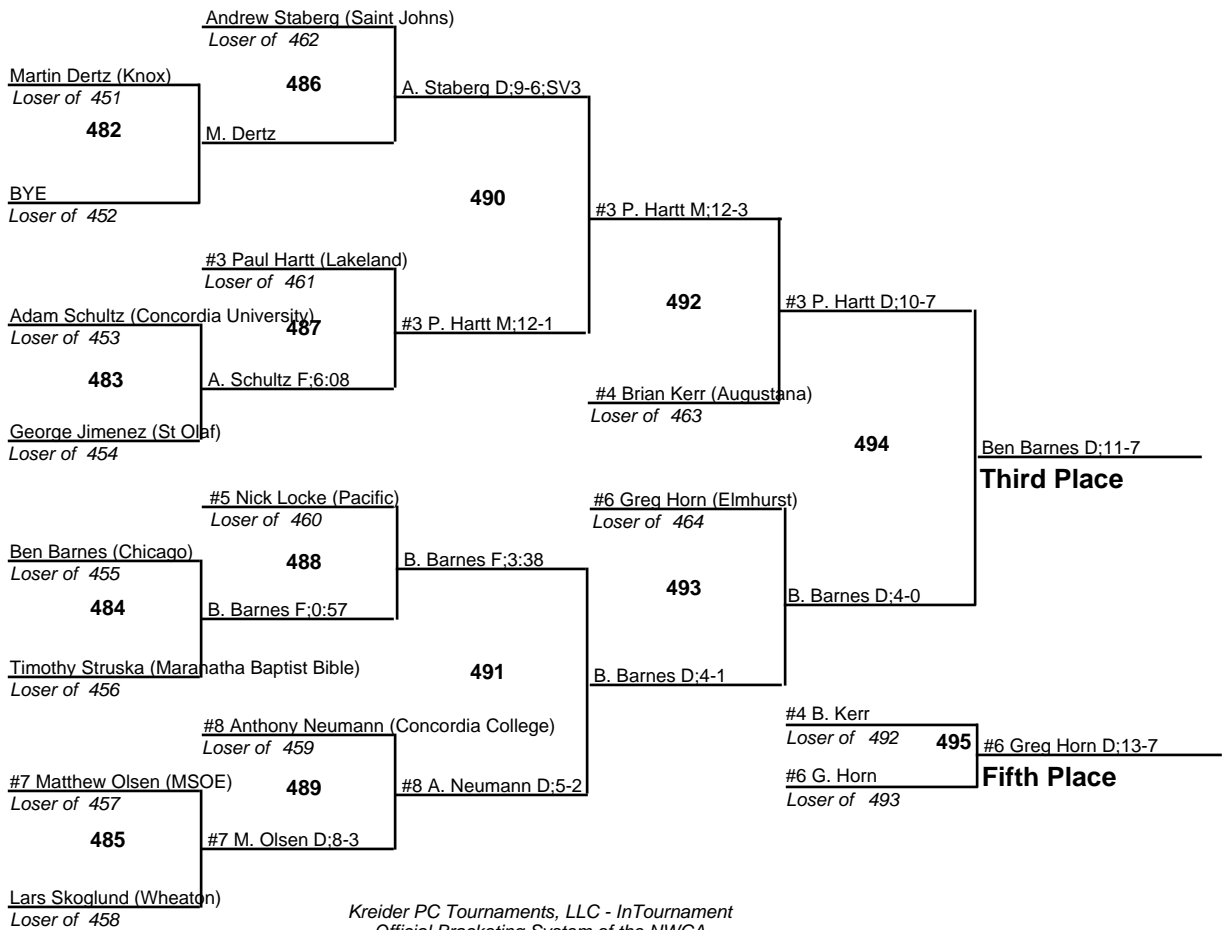 Andrew Staberg (Saint Johns)
Loser of 462
Martin Dertz (Knox)
Loser of 451
486
A. Staberg D;9-6;SV3
482
M. Dertz
BYE
Loser of 452
490
#3 P. Hartt M;12-3
#3 Paul Hartt (Lakeland)
Loser of 461
Adam Schultz (Concordia University)
Loser of 453
487
#3 P. Hartt M;12-1
492
#3 P. Hartt D;10-7
483
A. Schultz F;6:08
#4 Brian Kerr (Augustana)
Loser of 463
George Jimenez (St Olaf)
Loser of 454
494
Ben Barnes D;11-7
Third Place
#5 Nick Locke (Pacific)
Loser of 460
#6 Greg Horn (Elmhurst)
Loser of 464
Ben Barnes (Chicago)
Loser of 455
488
B. Barnes F;3:38
493
B. Barnes D;4-0
484
B. Barnes F;0:57
Timothy Struska (Maranatha Baptist Bible)
Loser of 456
491
B. Barnes D;4-1
#8 Anthony Neumann (Concordia College)
Loser of 459
#4 B. Kerr
Loser of 492
495
#6 Greg Horn D;13-7
Fifth Place
#6 G. Horn
Loser of 493
#7 Matthew Olsen (MSOE)
Loser of 457
489
#8 A. Neumann D;5-2
485
#7 M. Olsen D;8-3
Lars Skoglund (Wheaton)
Loser of 458
Kreider PC Tournaments, LLC - InTournament
Official Bracketing System of the NWCA